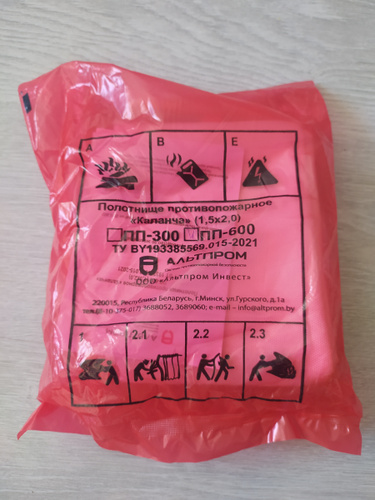 A B E
Полотнище противопожарное
«Каланча» (1,5х2,0)
ПП-300 ПП-600
ТУ BY193385569.015-2021
АЛЬТПРОМ
ООО «Альтпром Инвест»
220015, Республика Беларусь, г.Минск, ул.Гурского, д.1а
3688052, 3689060; e-mail – info@altprom.by
1 2.1 2.2 2.3